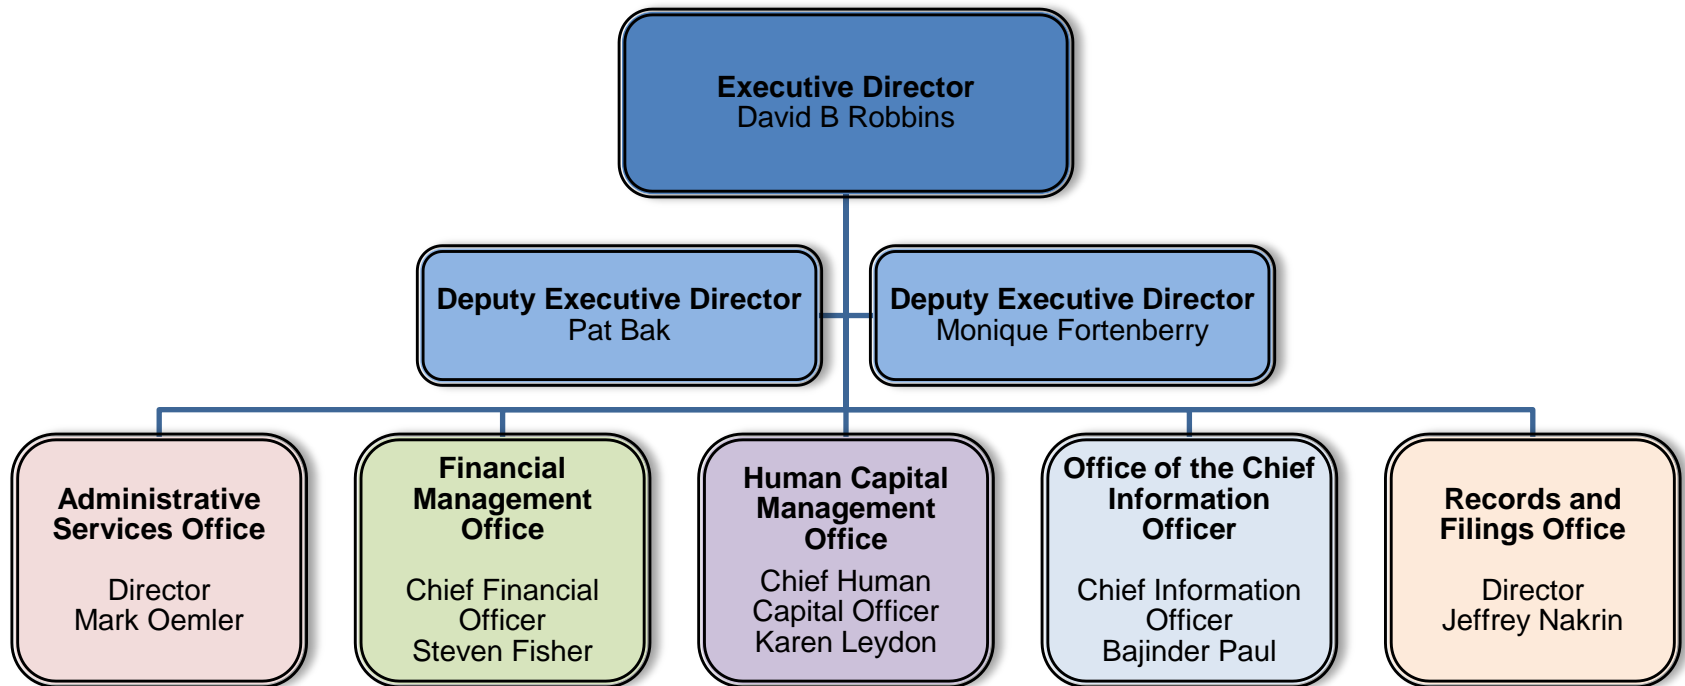 Executive Director
David B Robbins
Deputy Executive Director
Pat Bak
Deputy Executive Director
Monique Fortenberry
Administrative
Services Office
Director
Mark Oemler
Financial
Management
Office
Chief Financial
Officer
Steven Fisher
Human Capital
Management
Office
Chief Human
Capital Officer
Karen Leydon
Office of the Chief
Information
Officer
Chief Information
Officer
Bajinder Paul
Records and
Filings Office
Director
Jeffrey Nakrin